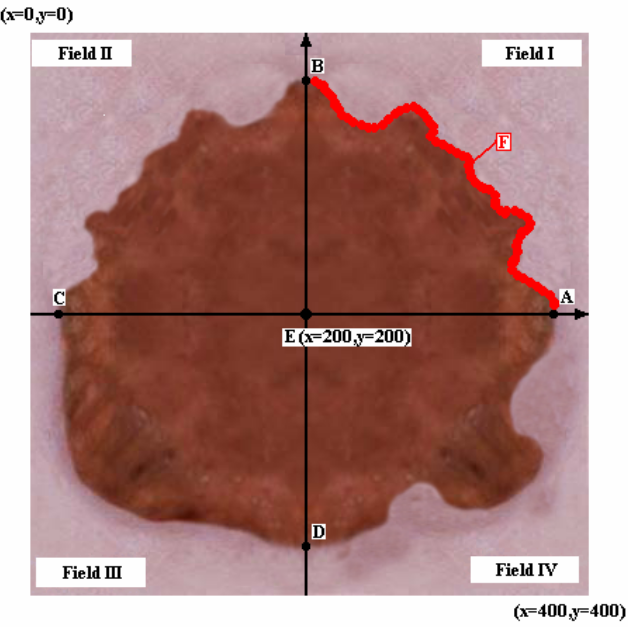 (x=0,y=0)
Field II
Field I
B
F
C
A
E (x=200,y=200)
D
Field III
Field IV
(x=400,y=400)